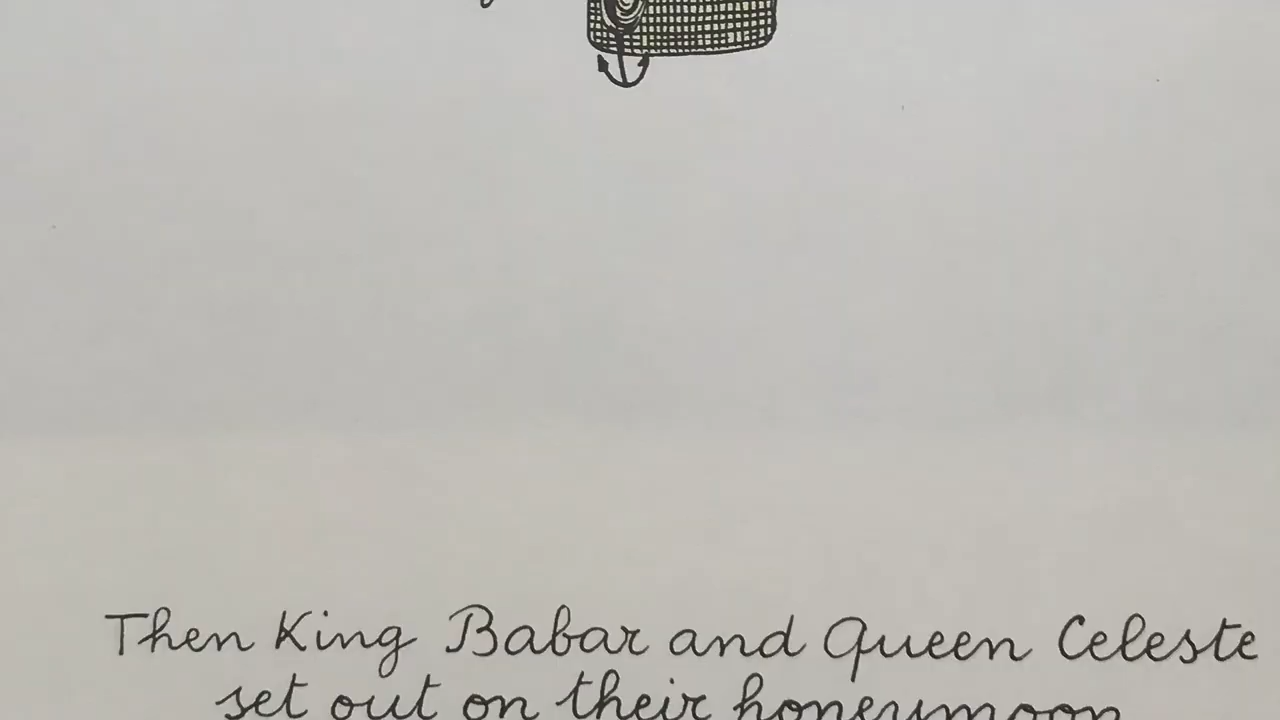 Then King Babar and Queen Celeste
set out on their honeymoon